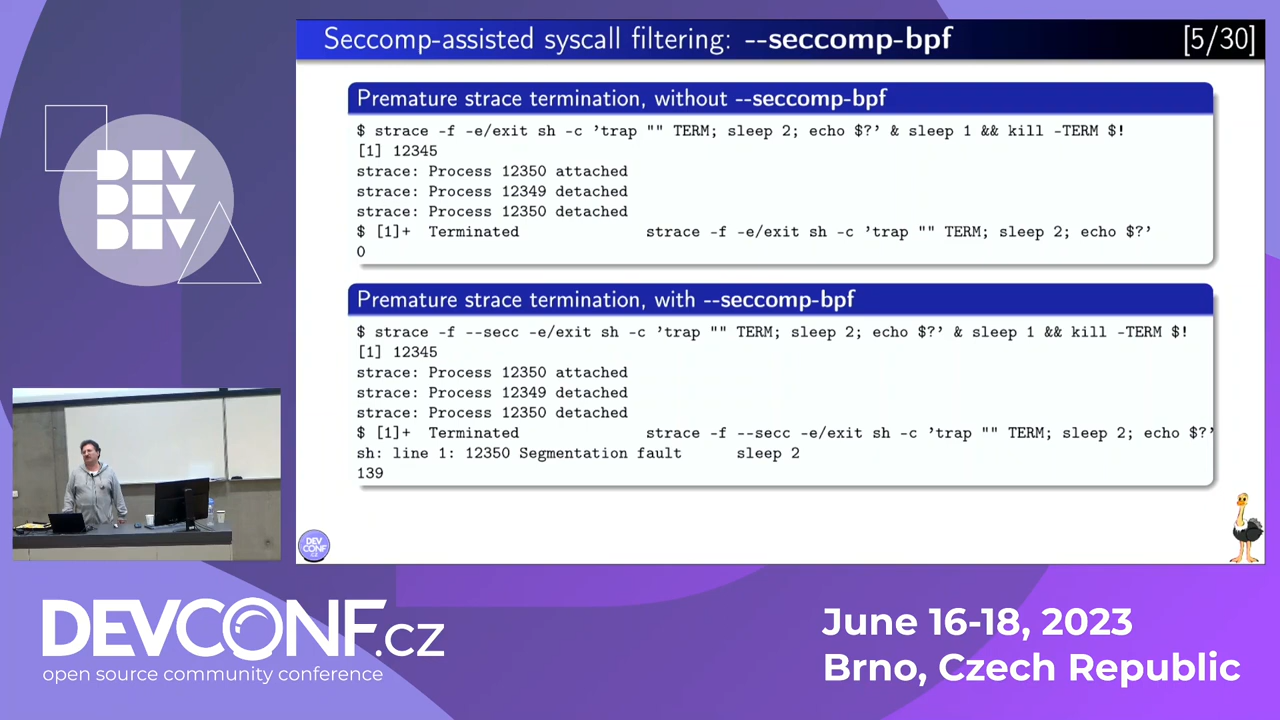 Seccomp-assisted syscall filtering: --seccomp-bpf [5/30]
Premature strace termination, without --seccomp-bpf
$ strace -f -e/exit sh -c ’trap "" TERM; sleep 2; echo $?’ & sleep 1 && kill -TERM $!
[1] 12345
strace: Process 12350 attached
strace: Process 12349 detached
strace: Process 12350 detached
$ [1]+ Terminated strace -f -e/exit sh -c ’trap "" TERM; sleep 2; echo $?’
0
Premature strace termination, with --seccomp-bpf
$ strace -f --secc -e/exit sh -c ’trap "" TERM; sleep 2; echo $?’ & sleep 1 && kill -TERM $!
[1] 12345
strace: Process 12350 attached
strace: Process 12349 detached
strace: Process 12350 detached
$ [1]+ Terminated strace -f --secc -e/exit sh -c ’trap "" TERM; sleep 2; echo $?’
sh: line 1: 12350 Segmentation fault sleep 2
139
DEV
DEV
DEV
DEV
CONF
CZ
DEVCONF.cz
open source community conference
June 16-18, 2023
Brno, Czech Republic